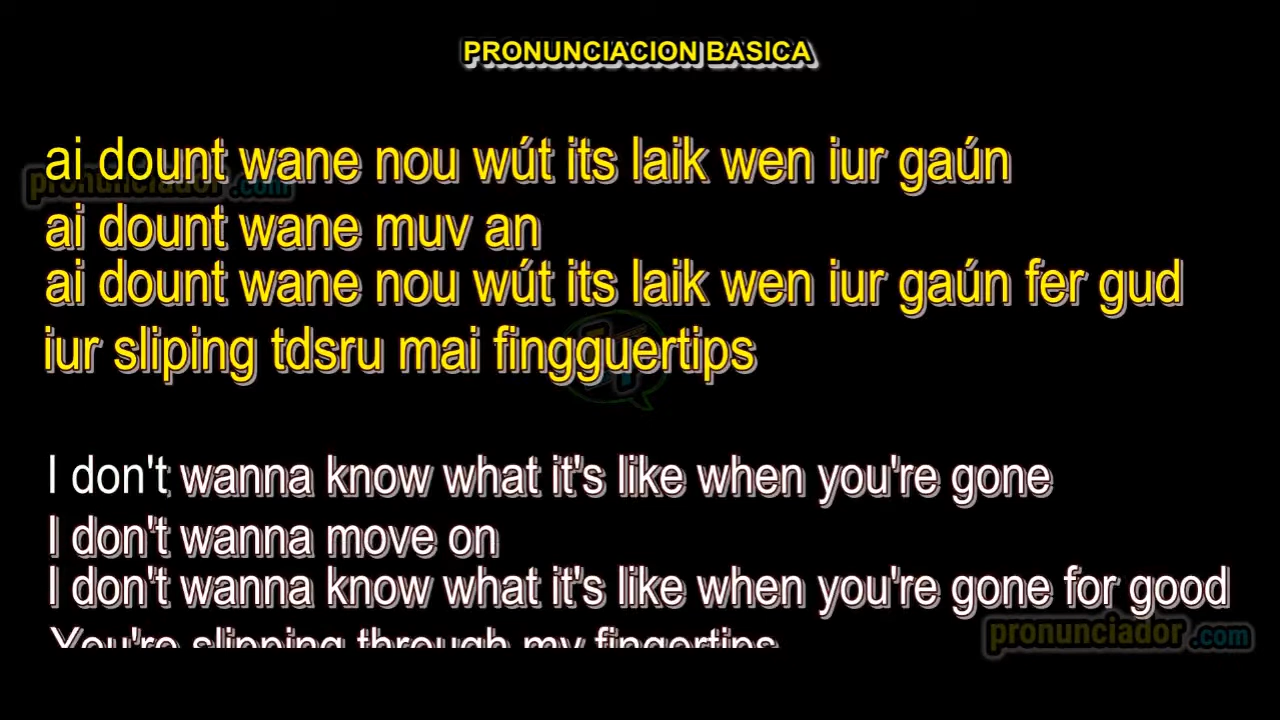 PRONUNCIACION BASICA
ai dount wane nou wút its laik wen iur gaún
pronunciador.com
ai dount wane muv an
ai dount wane nou wút its laik wen iur gaún fer gud
iur sliping tdsru mai fingguertips
I don't wanna know what it's like when you're gone
I don't wanna move on
I don't wanna know what it's like when you're gone for good
You're slipping through my fingertips
pronunciador.com